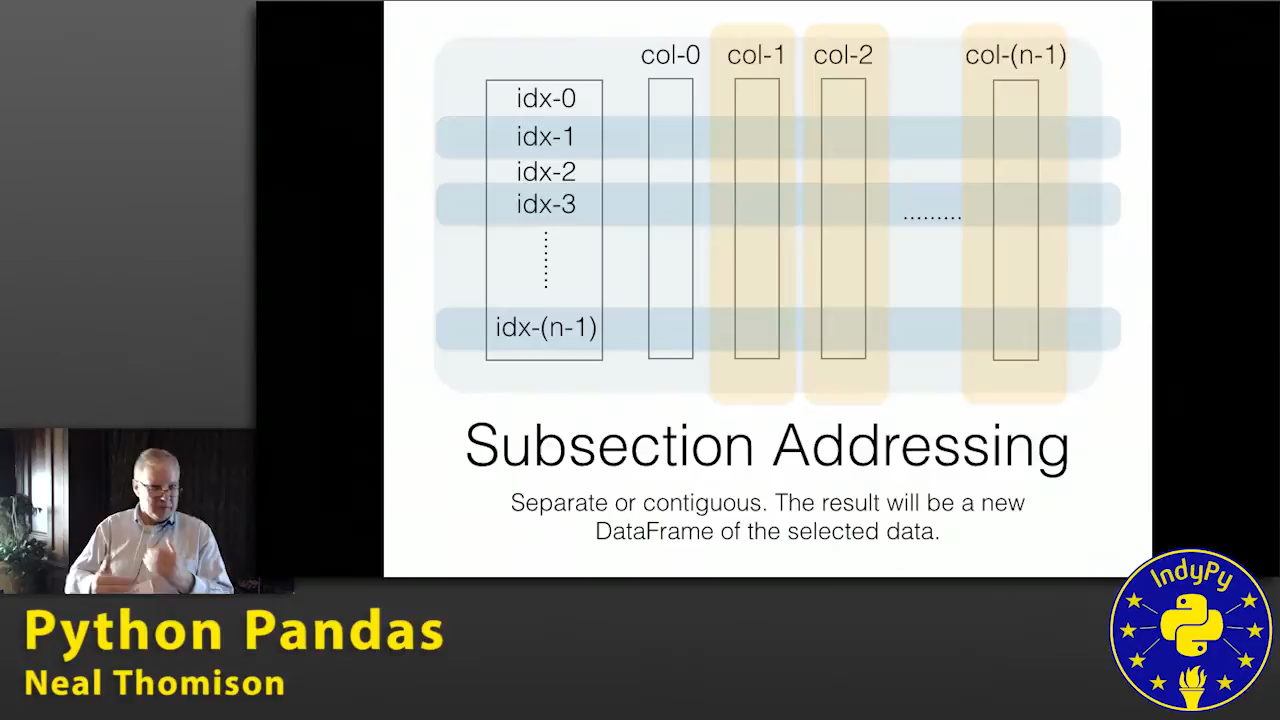 col-0 col-1 col-2 col-(n-1)
idx-0
idx-1
idx-2
idx-3
.........
idx-(n-1)
Subsection Addressing
Separate or contiguous. The result will be a new
DataFrame of the selected data.
IndyPy
Python Pandas
Neal Thomison